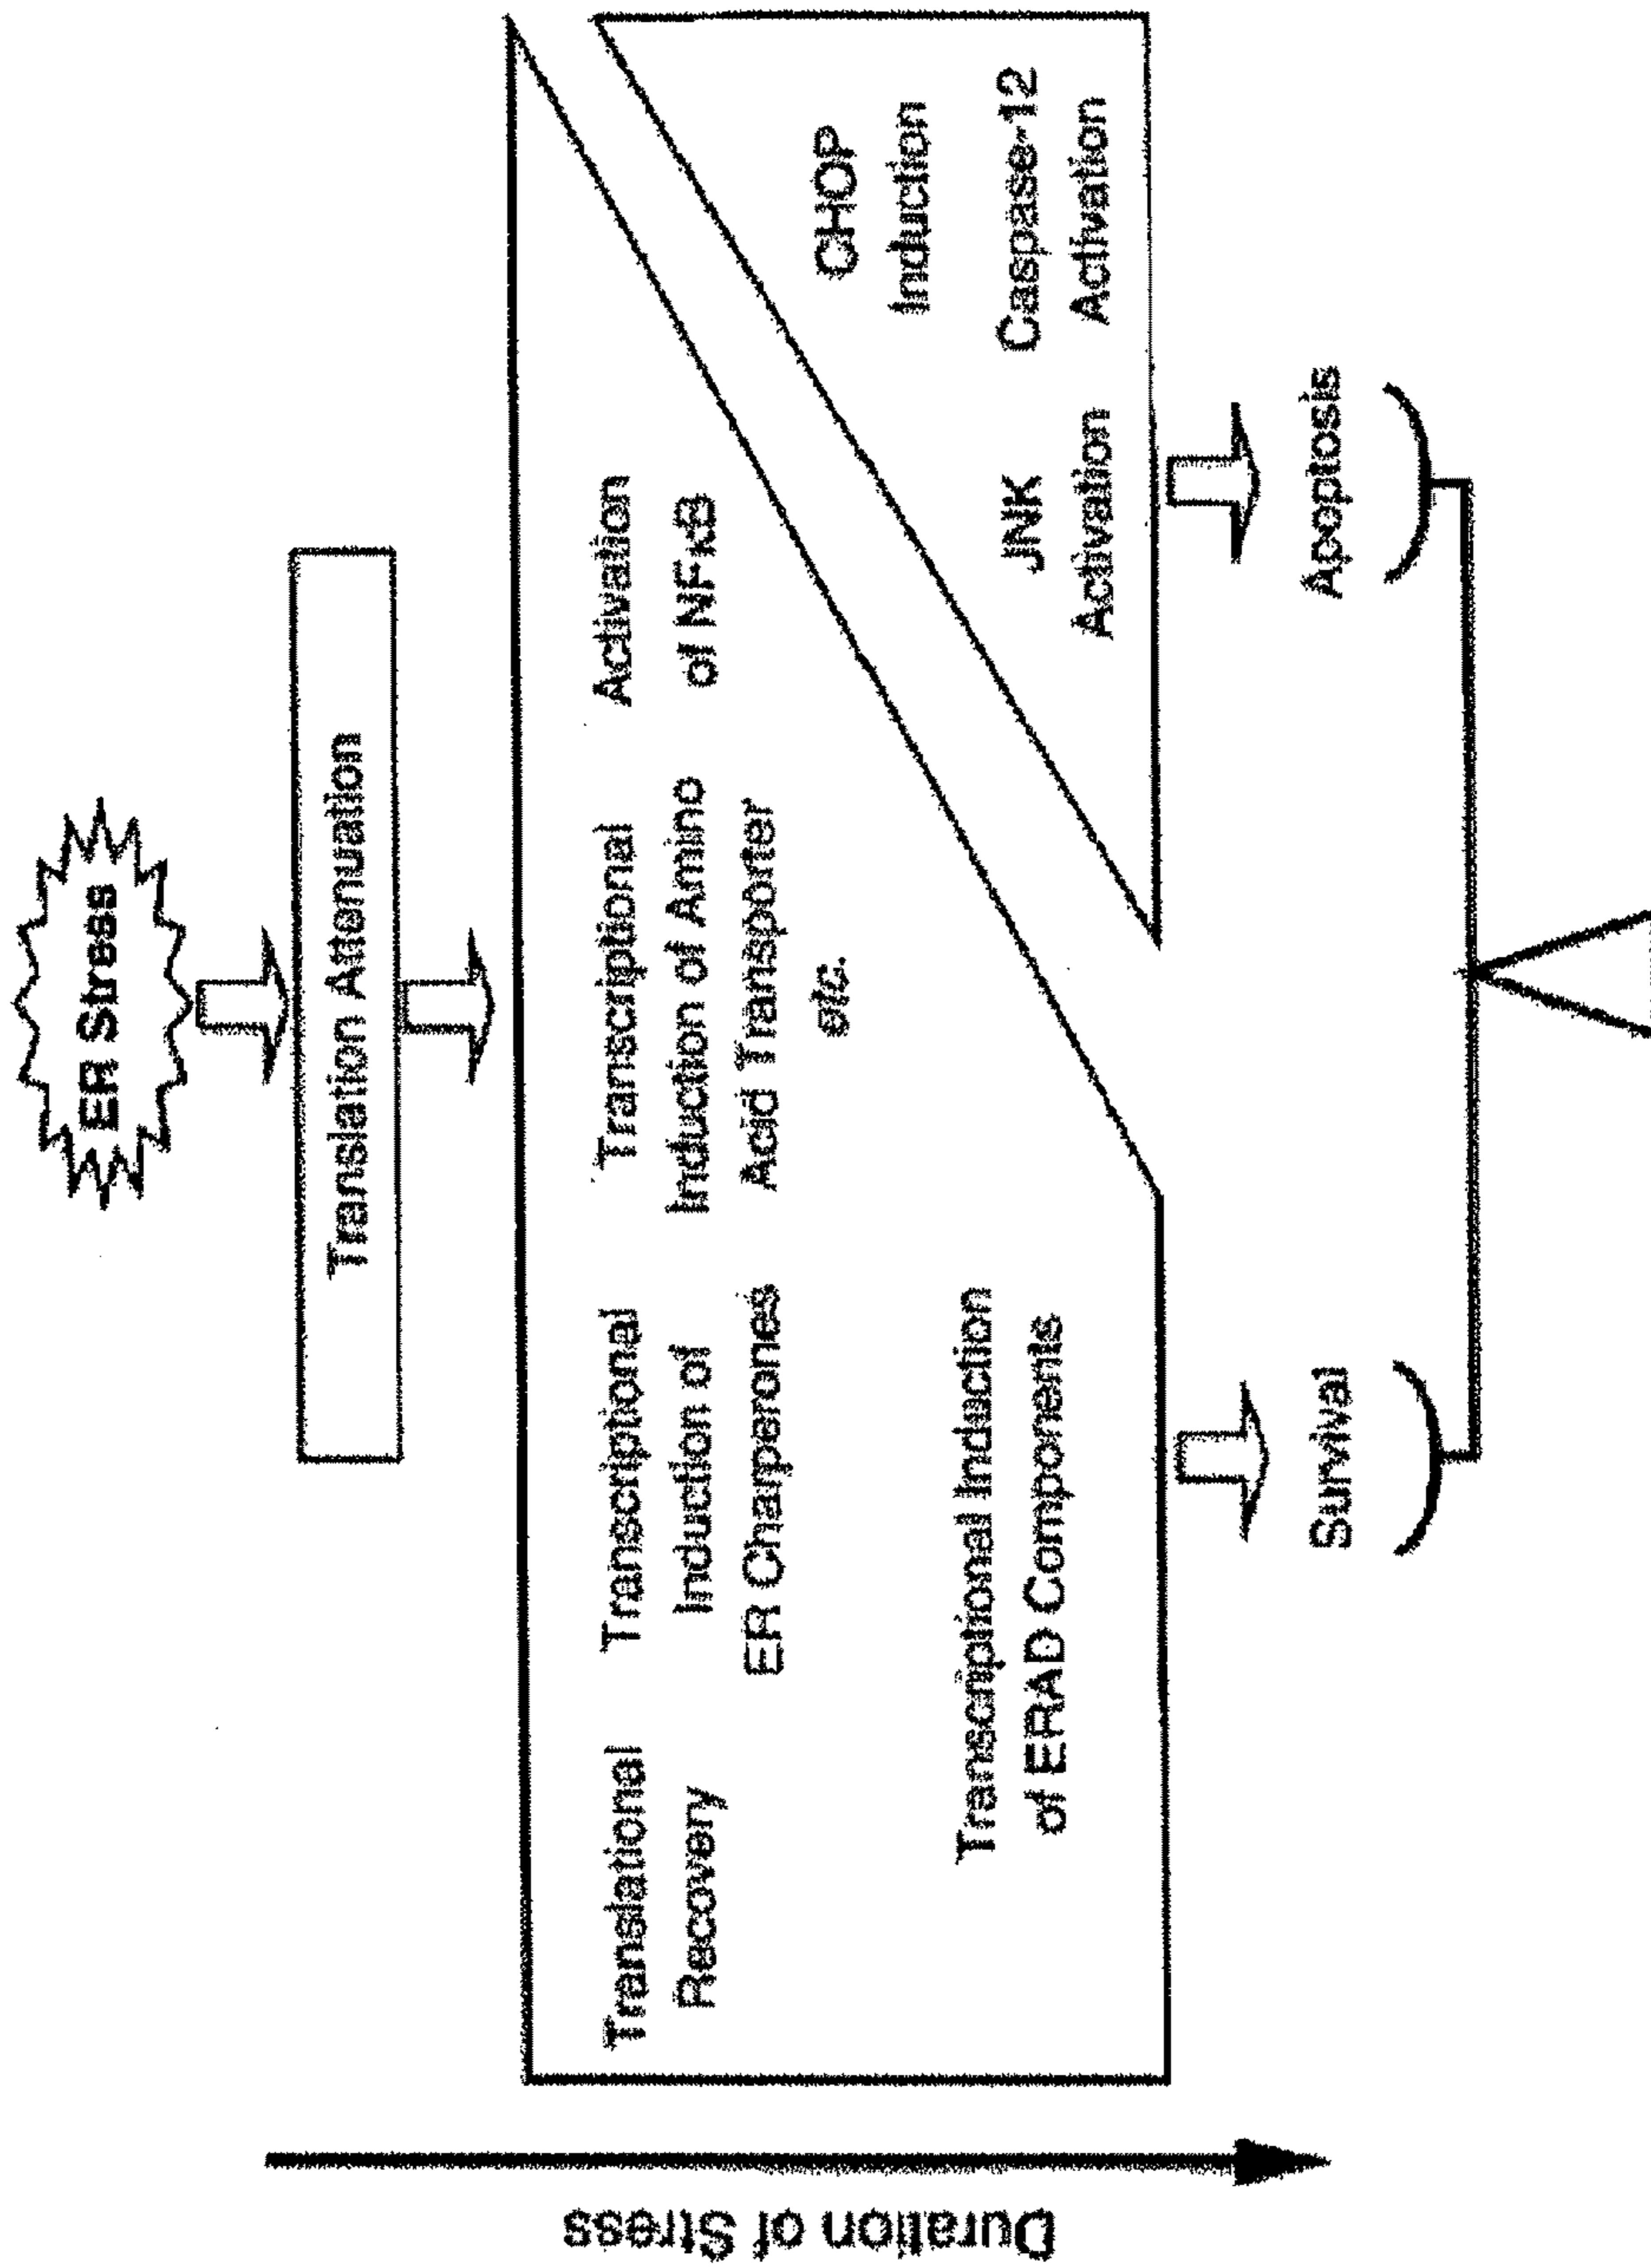 ER Stress
Translation Attenuation
Translational
Recovery
Transcriptional
Induction of
ER Chaperones
Transcriptional
Induction of Amino
Acid Transporter
etc.
Activation
of NFκB
Transcriptional Induction
of ERAD Components
CHOP
Induction
JNK
Activation
Caspase-12
Activation
Survival
Apoptosis
Duration of Stress